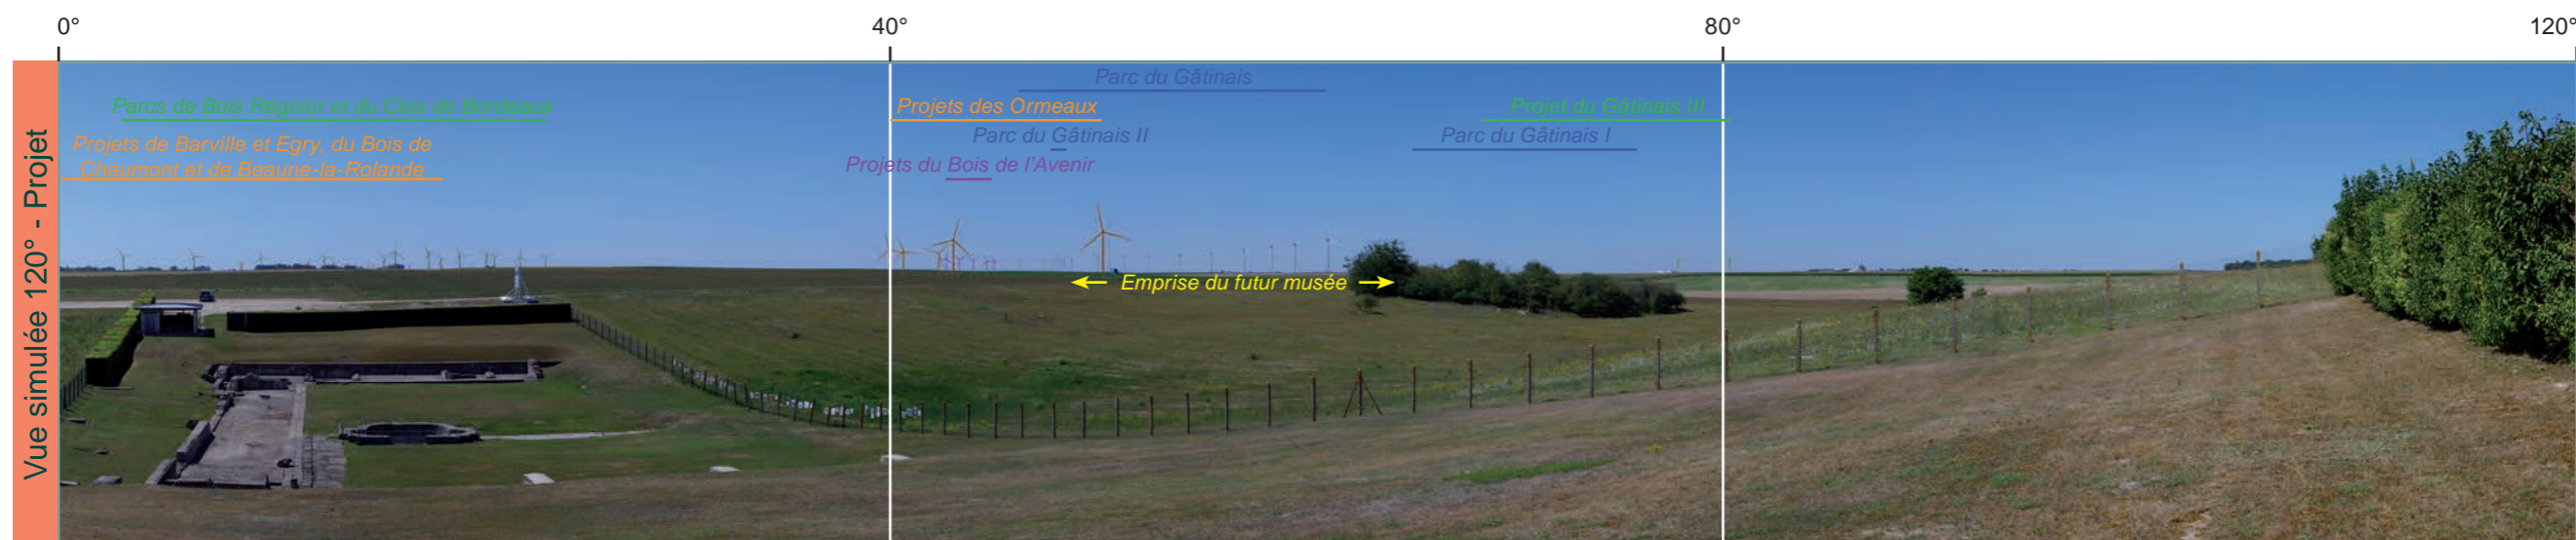 0°
40°
80°
120°
Vue simulée 120° - Projet
Parc du Gâtinais
Parcs de Bois Régnier et du Clos de Bordeaux
Projets des Ormeaux
Projet du Gâtinais III
Projets de Barville et Egry, du Bois de
Chaumont et de Beaune-la-Rolande
Parc du Gâtinais II
Parc du Gâtinais I
Projets du Bois de l'Avenir
Emprise du futur musée